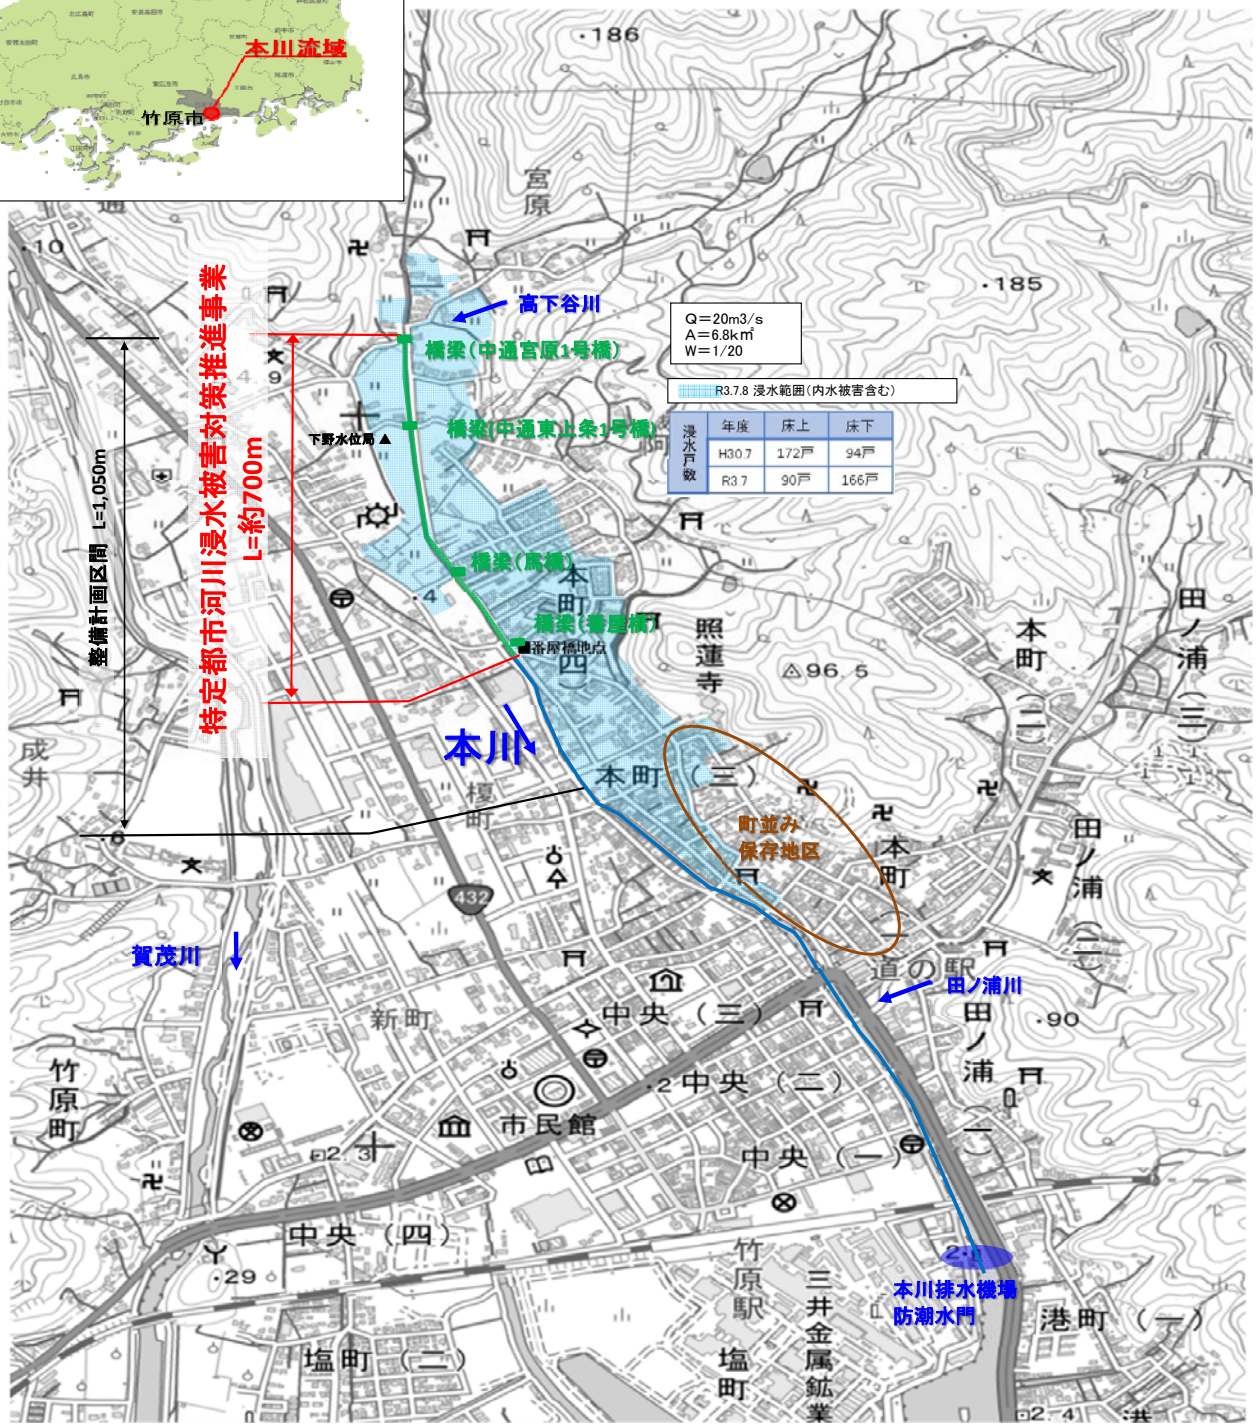 本川流域
竹原市
・186
宮原
・10
・185
高下谷川
Q=20m3/s
A=6.8k㎡
W=1/20
橋梁(中通宮原1号橋)
R3.7.8 浸水範囲(内水被害含む)
浸水戸数
年度 床上 床下
H30.7 172戸 94戸
R3.7 90戸 166戸
橋梁(中通東上条1号橋)
下野水位局▲
特定都市河川浸水被害対策推進事業
L=約700m
整備計画区間 L=1,050m
橋梁(馬橋)
・4
本町(四)
橋梁(番屋橋)
■番屋橋地点
照蓮寺
96.5
本町(二)
田ノ浦(三)
成井
本川
本町(三)
榎町
町並み
保存地区
本町(一)
田ノ浦(二)
・6
432
賀茂川
道の駅
田ノ浦川
新町
中央(三)
田ノ浦(一)
・90
竹原町
・2
中央(二)
市民館
2.3
中央(一)
中央(四)
・29
竹原駅
三井金属鉱業
本川排水機場
防潮水門
港町(一)
塩町(二)
塩町
2.4
港